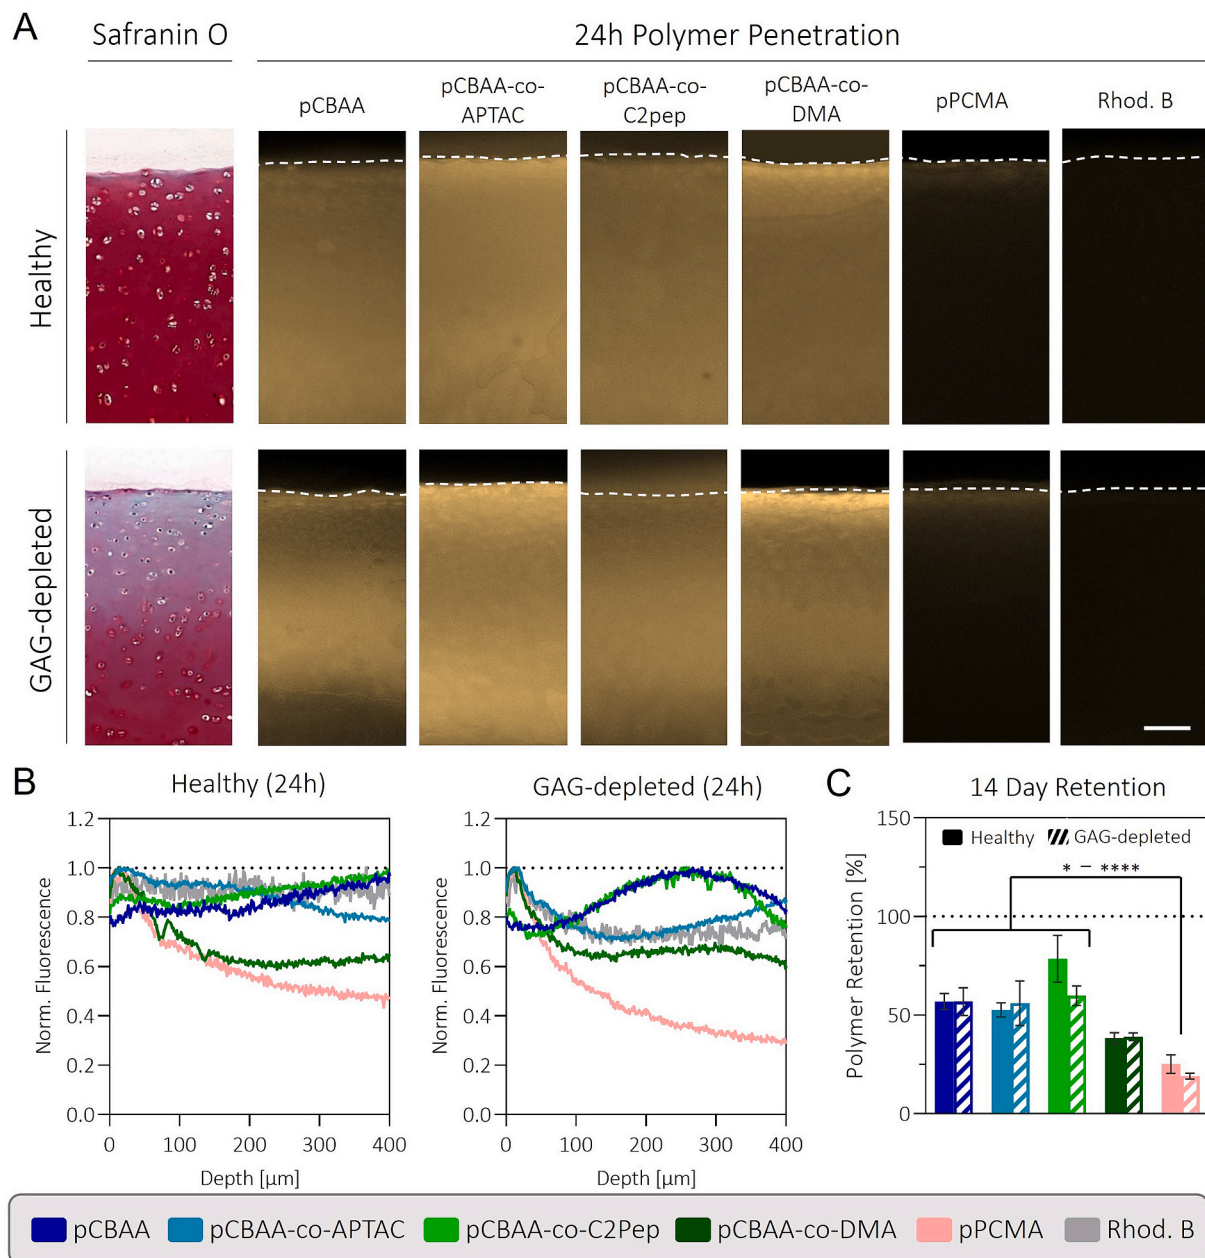 A
Safranin O
24h Polymer Penetration
pCBAA
pCBAA-co-
APTAC
pCBAA-co-
C2pep
pCBAA-co-
DMA
pPCMA
Rhod. B
Healthy
GAG-depleted
B
Healthy (24h)
Norm. Fluorescence
1.2
1.0
0.8
0.6
0.4
0.2
0.0
0 100 200 300 400
Depth [µm]
GAG-depleted (24h)
Norm. Fluorescence
1.2
1.0
0.8
0.6
0.4
0.2
0.0
0 100 200 300 400
Depth [µm]
C
14 Day Retention
Polymer Retention [%]
150
100
50
0
Healthy GAG-depleted
* – ****
pCBAA pCBAA-co-APTAC pCBAA-co-C2Pep pCBAA-co-DMA pPCMA Rhod. B